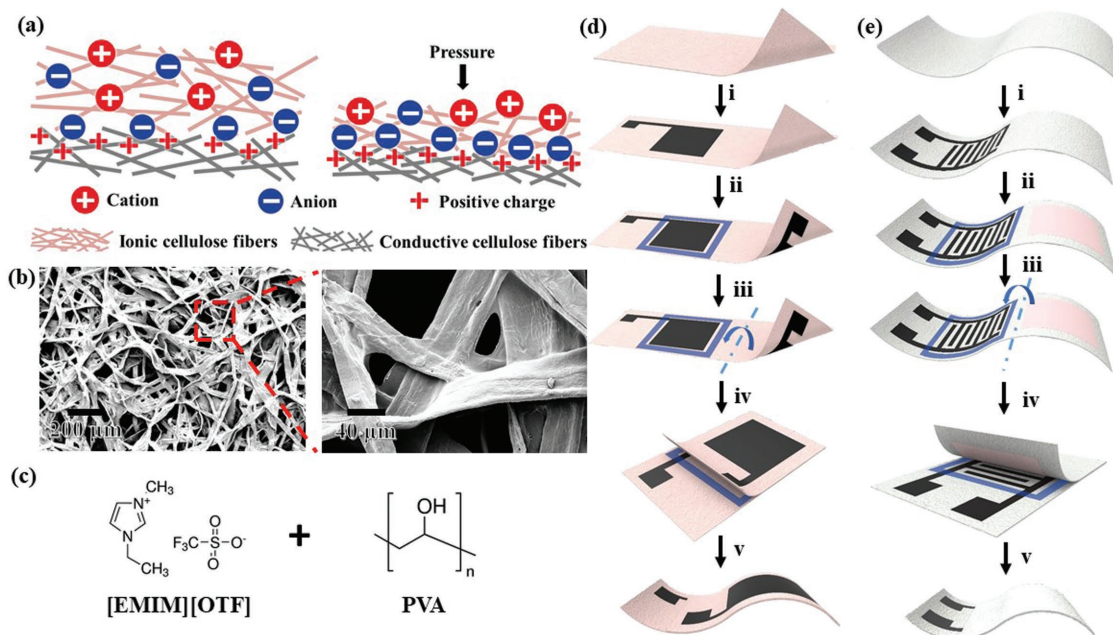 (a)
Pressure
Cation
Anion
Positive charge
Ionic cellulose fibers
Conductive cellulose fibers
(b)
200 μm
40 μm
(c)
CH₃
N⁺
N
CH₃
F₃C
S
O
O
O⁻
+
OH
n
[EMIM][OTF]
PVA
(d)
i
ii
iii
iv
v
(e)
i
ii
iii
iv
v